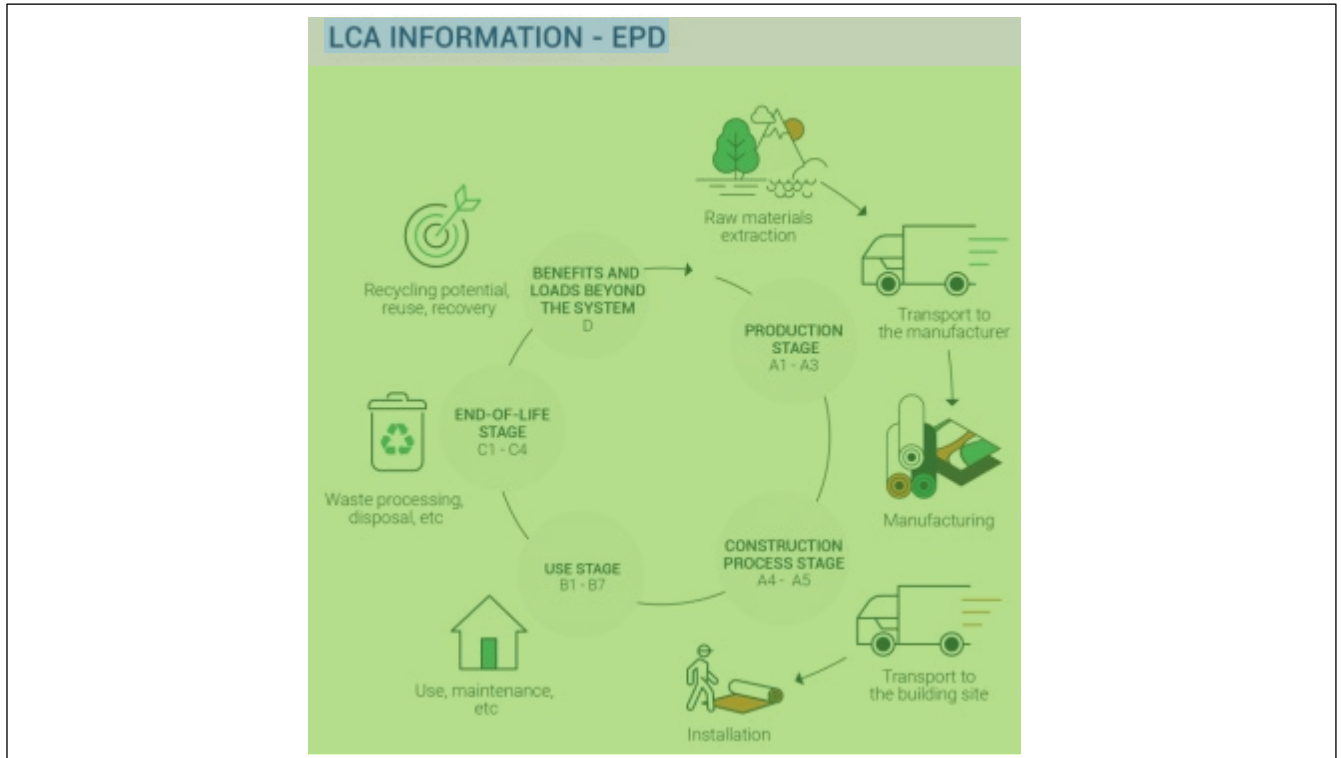 LCA INFORMATION - EPD
Raw materials
extraction
Transport to
the manufacturer
Manufacturing
Transport to
the building site
Installation
Use, maintenance,
etc
Waste processing,
disposal, etc
Recycling potential,
reuse, recovery
BENEFITS AND
LOADS BEYOND
THE SYSTEM
D
PRODUCTION
STAGE
A1 - A3
CONSTRUCTION
PROCESS STAGE
A4 - A5
USE STAGE
B1 - B7
END-OF-LIFE
STAGE
C1 - C4